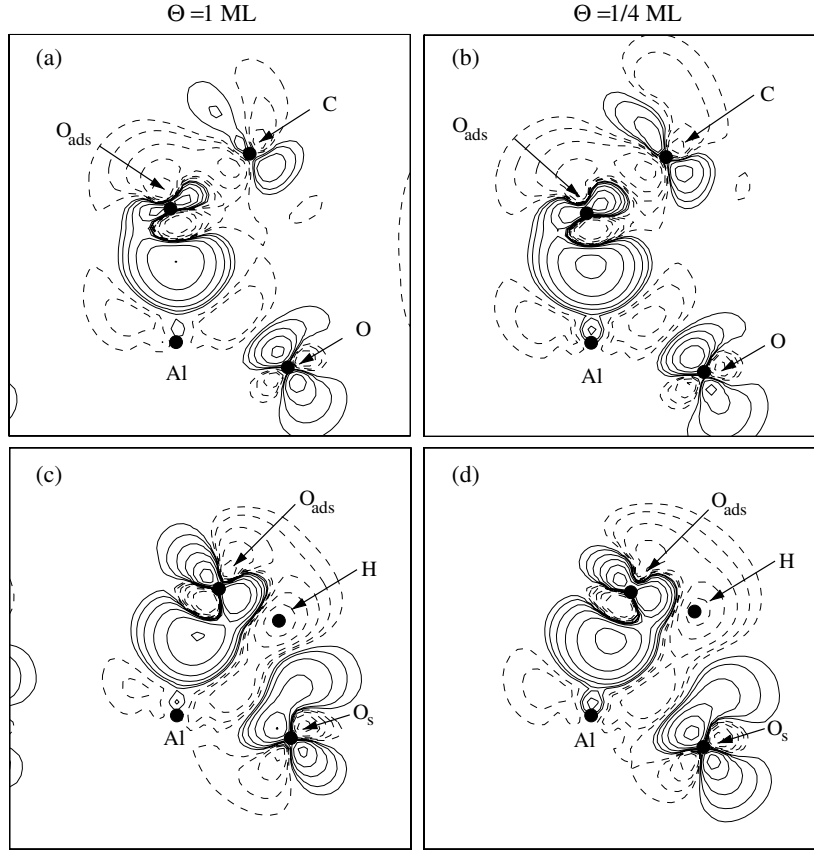 Θ =1 ML
Θ =1/4 ML
(a)
C
O_ads
O
Al
(b)
C
O_ads
O
Al
(c)
O_ads
H
O_s
Al
(d)
O_ads
H
O_s
Al